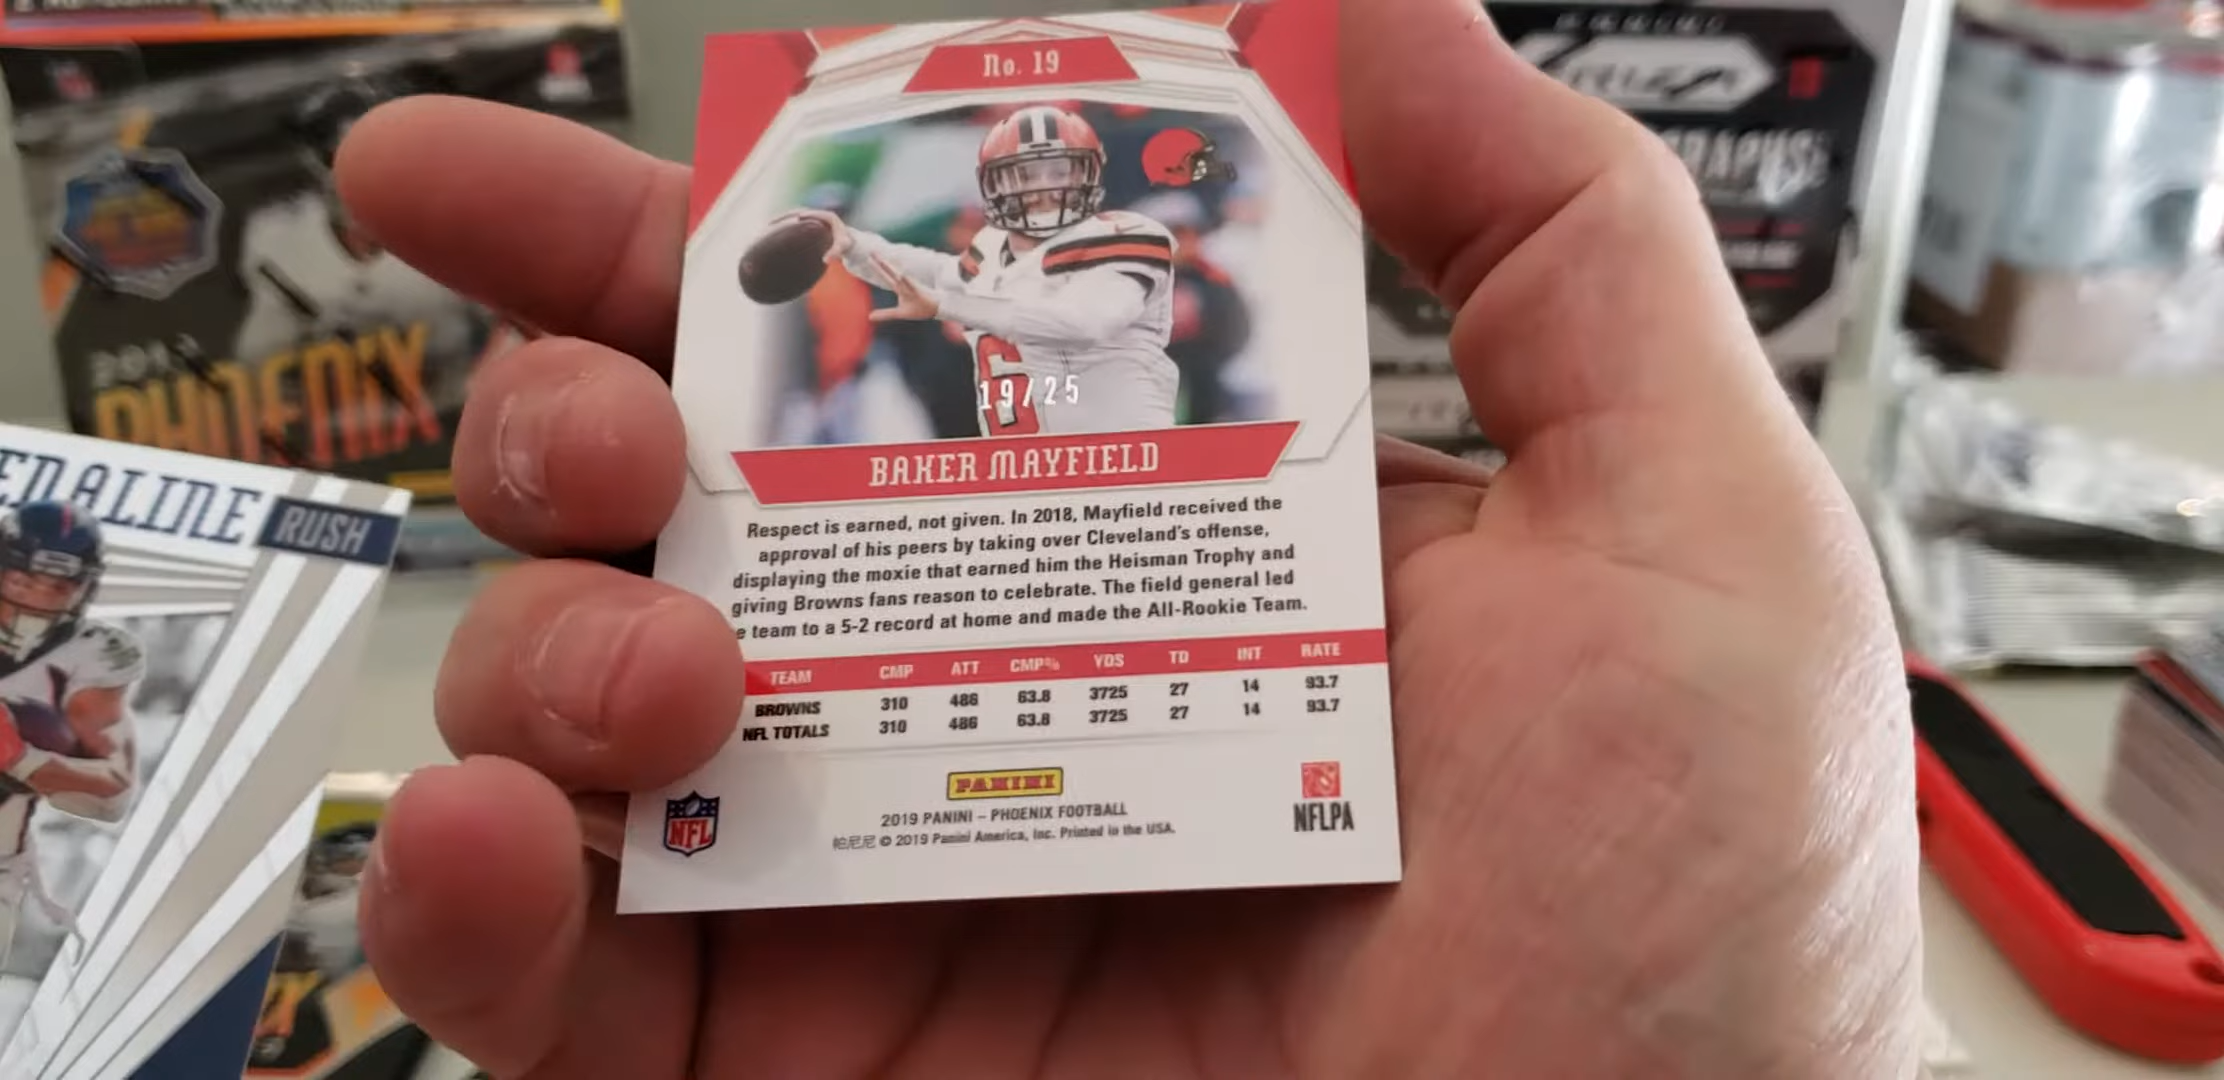 No. 19
19/25
BAKER MAYFIELD
Respect is earned, not given. In 2018, Mayfield received the
approval of his peers by taking over Cleveland's offense,
displaying the moxie that earned him the Heisman Trophy and
giving Browns fans reason to celebrate. The field general led
e team to a 5-2 record at home and made the All-Rookie Team.
TEAM CMP ATT CMP% YDS TD INT RATE
BROWNS 310 486 63.8 3725 27 14 93.7
NFL TOTALS 310 486 63.8 3725 27 14 93.7
PANINI
2019 PANINI – PHOENIX FOOTBALL
帕尼尼 © 2019 Panini America, Inc. Printed in the USA.
NFL
NFLPA
6
PHOENIX
ENALINE
RUSH